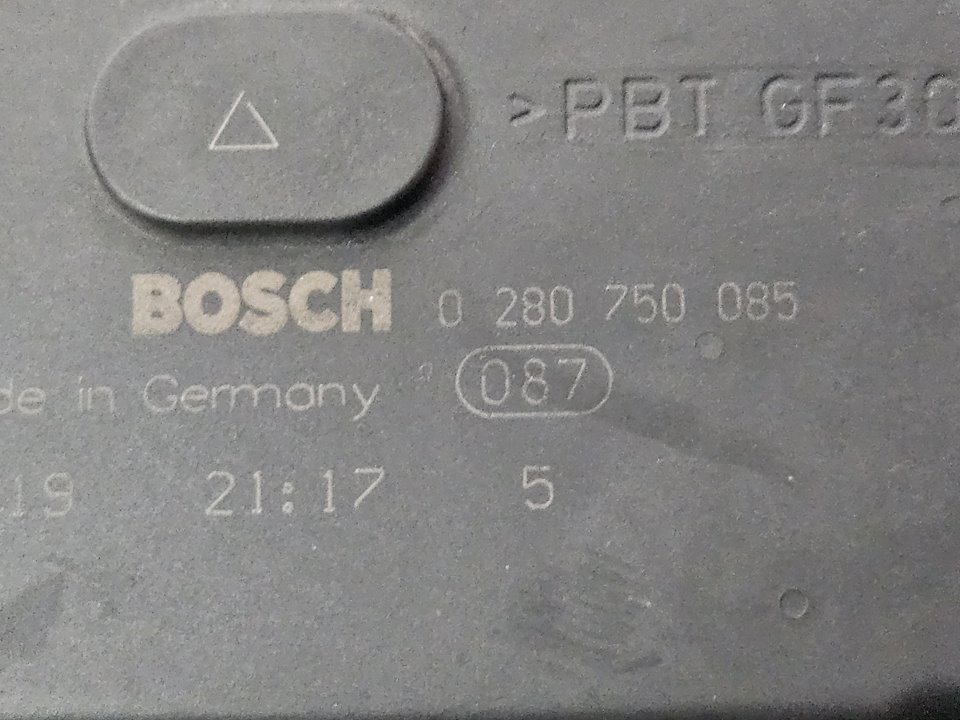 >PBT GF30
BOSCH 0 280 750 085
de in Germany 087
19 21:17 5